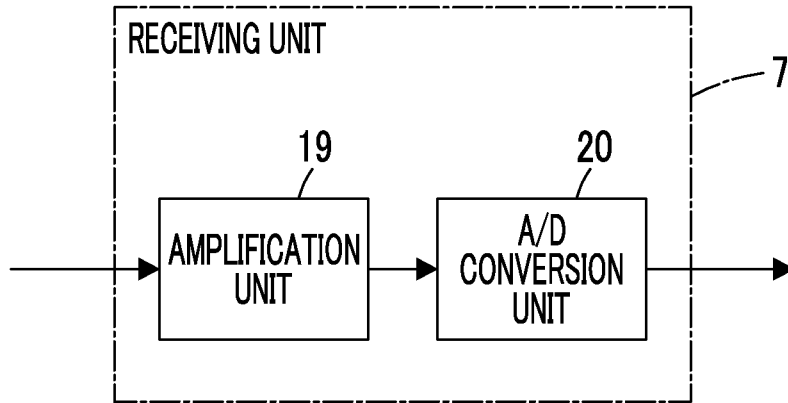 RECEIVING UNIT
7
19
20
AMPLIFICATION
UNIT
A/D
CONVERSION
UNIT